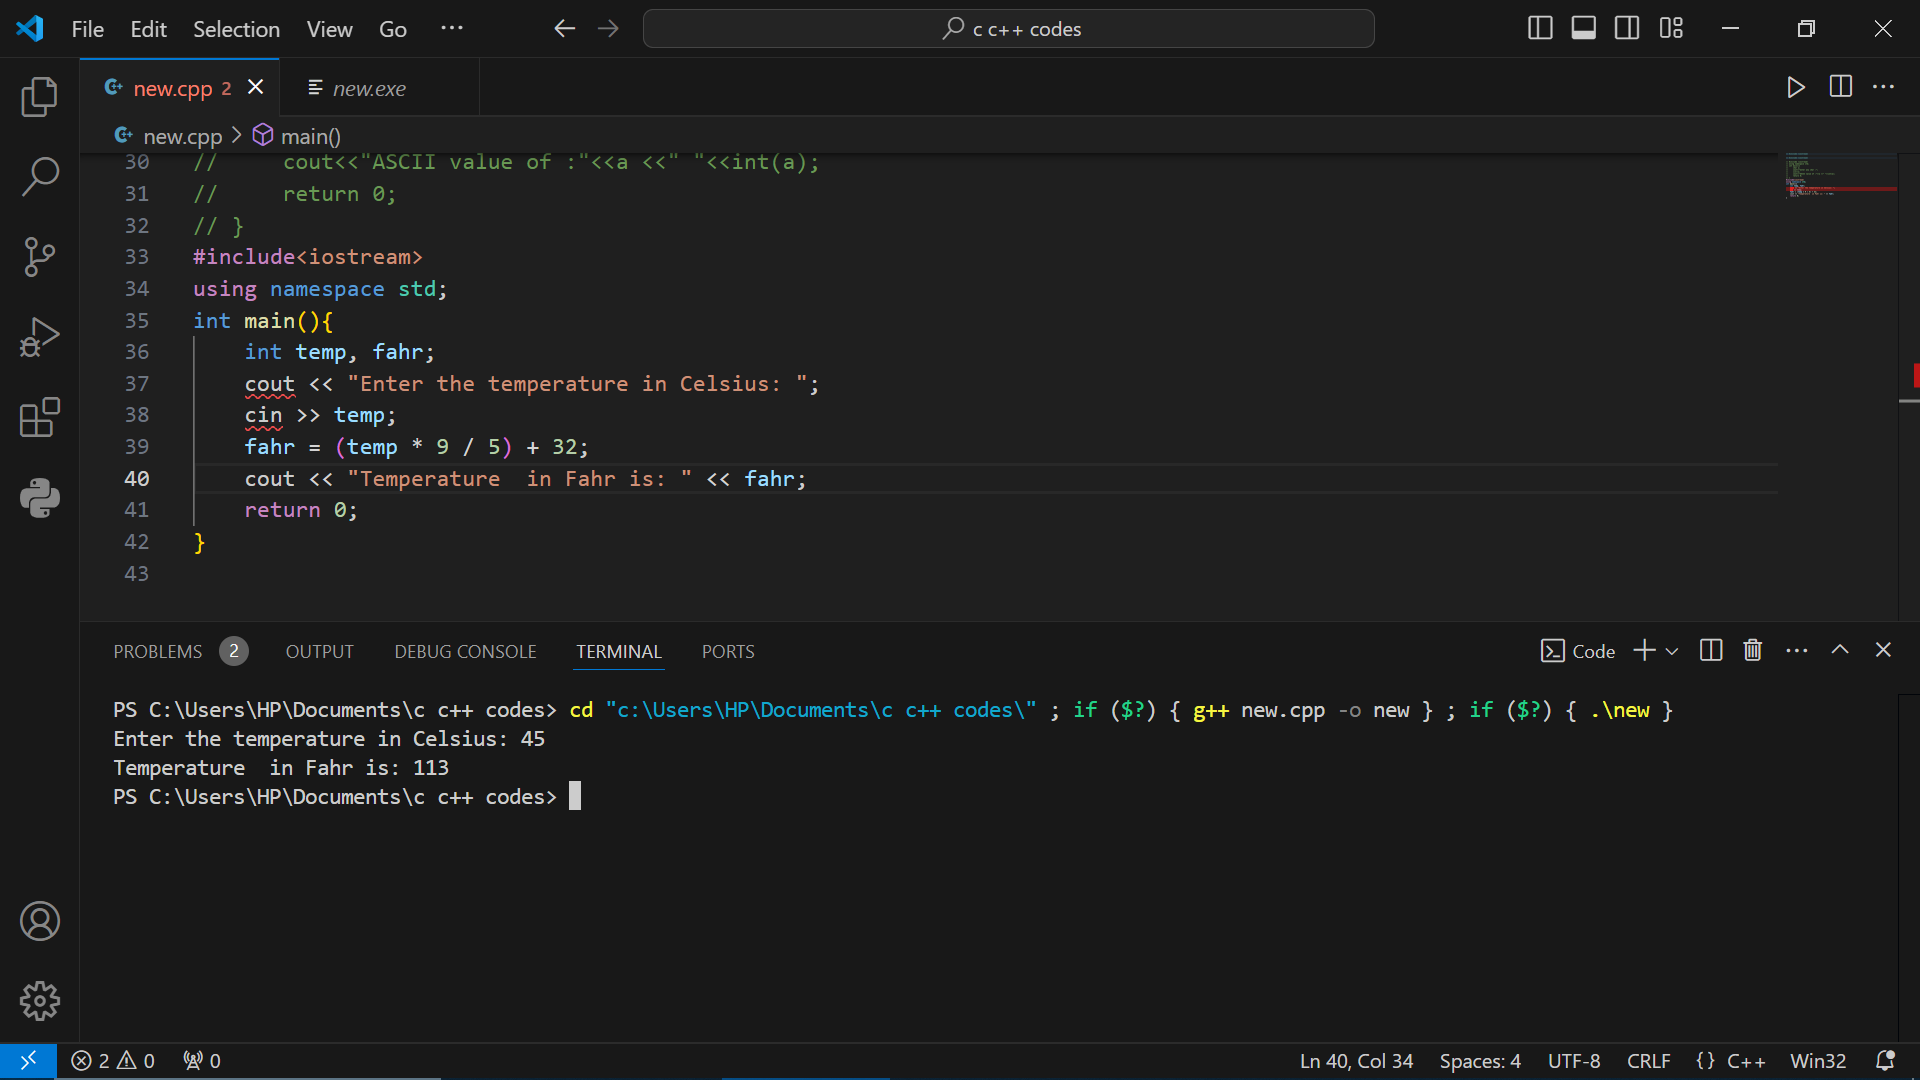 File Edit Selection View Go ··· c c++ codes
new.cpp 2 new.exe
new.cpp > main()
30 //     cout<<"ASCII value of :"<<a <<" "<<int(a);
31 //     return 0;
32 // }
33 #include<iostream>
34 using namespace std;
35 int main(){
36     int temp, fahr;
37     cout << "Enter the temperature in Celsius: ";
38     cin >> temp;
39     fahr = (temp * 9 / 5) + 32;
40     cout << "Temperature  in Fahr is: " << fahr;
41     return 0;
42 }
43
PROBLEMS 2 OUTPUT DEBUG CONSOLE TERMINAL PORTS Code
PS C:\Users\HP\Documents\c c++ codes> cd "c:\Users\HP\Documents\c c++ codes\" ; if ($?) { g++ new.cpp -o new } ; if ($?) { .\new }
Enter the temperature in Celsius: 45
Temperature  in Fahr is: 113
PS C:\Users\HP\Documents\c c++ codes>
2 0 0 Ln 40, Col 34 Spaces: 4 UTF-8 CRLF {} C++ Win32